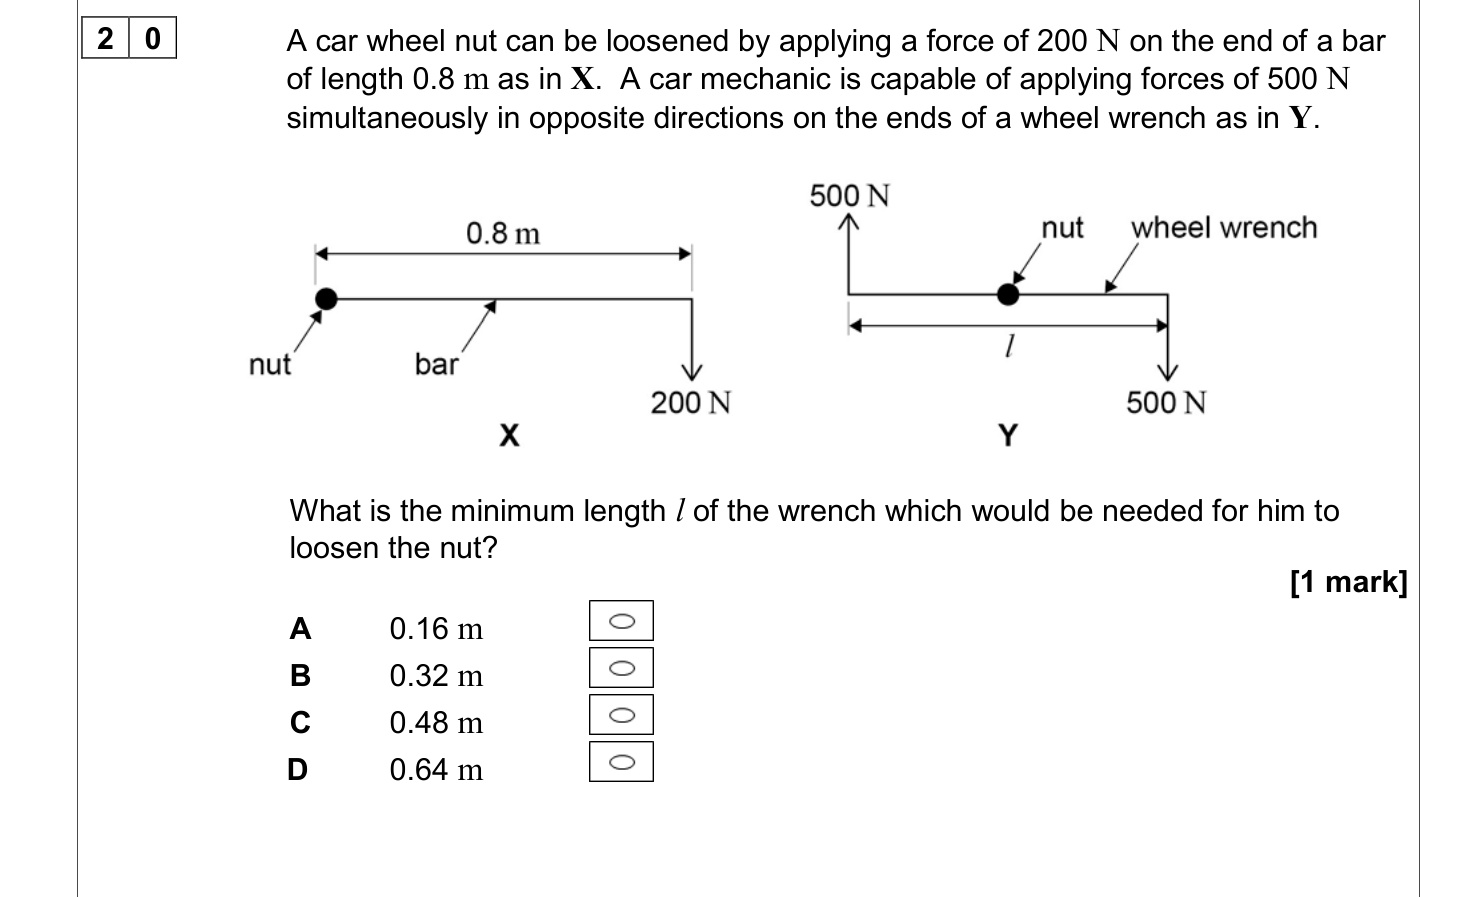 2 0
A car wheel nut can be loosened by applying a force of 200 N on the end of a bar
of length 0.8 m as in X. A car mechanic is capable of applying forces of 500 N
simultaneously in opposite directions on the ends of a wheel wrench as in Y.
0.8 m
nut
bar
200 N
X
500 N
nut
wheel wrench
l
500 N
Y
What is the minimum length l of the wrench which would be needed for him to
loosen the nut?
[1 mark]
A 0.16 m
B 0.32 m
C 0.48 m
D 0.64 m